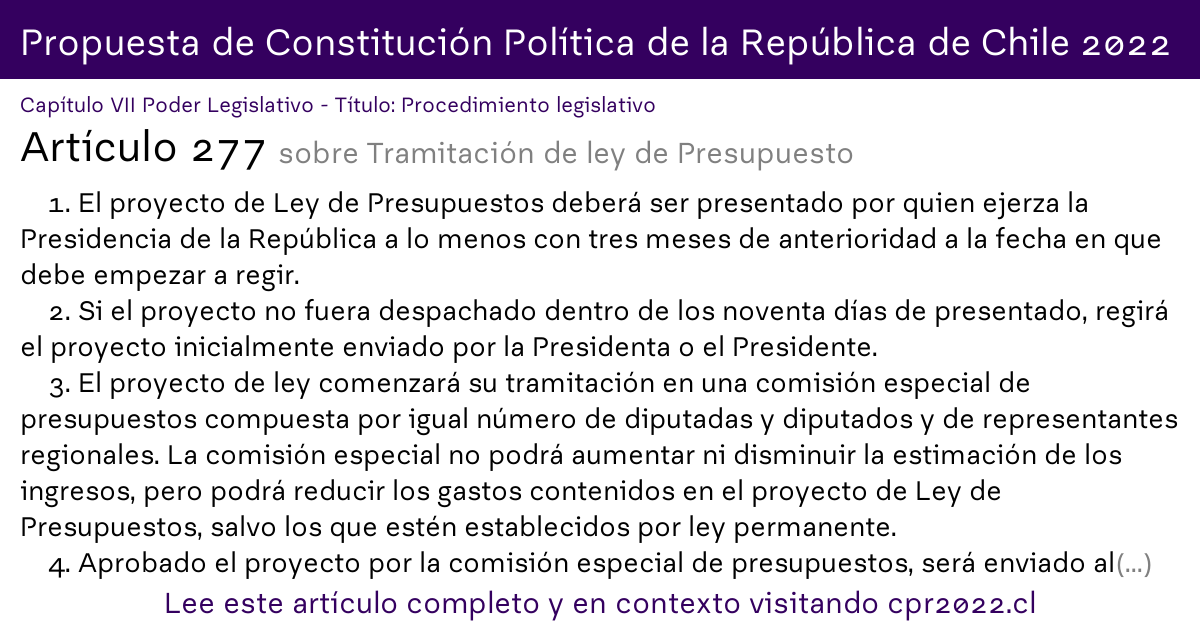 Propuesta de Constitución Política de la República de Chile 2022
Capítulo VII Poder Legislativo - Título: Procedimiento legislativo
Artículo 277 sobre Tramitación de ley de Presupuesto
1. El proyecto de Ley de Presupuestos deberá ser presentado por quien ejerza la
Presidencia de la República a lo menos con tres meses de anterioridad a la fecha en que
debe empezar a regir.
2. Si el proyecto no fuera despachado dentro de los noventa días de presentado, regirá
el proyecto inicialmente enviado por la Presidenta o el Presidente.
3. El proyecto de ley comenzará su tramitación en una comisión especial de
presupuestos compuesta por igual número de diputadas y diputados y de representantes
regionales. La comisión especial no podrá aumentar ni disminuir la estimación de los
ingresos, pero podrá reducir los gastos contenidos en el proyecto de Ley de
Presupuestos, salvo los que estén establecidos por ley permanente.
4. Aprobado el proyecto por la comisión especial de presupuestos, será enviado al(...)
Lee este artículo completo y en contexto visitando cpr2022.cl